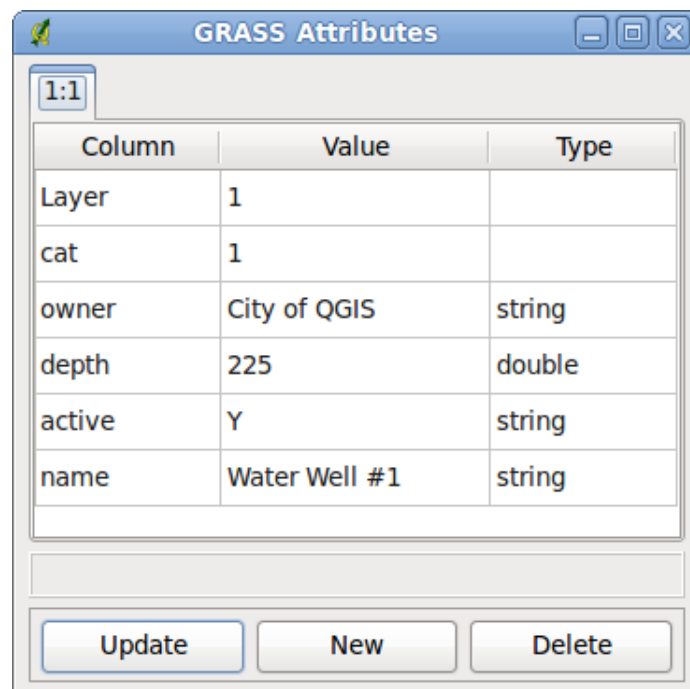 GRASS Attributes
1:1
Column Value Type
Layer 1
cat 1
owner City of QGIS string
depth 225 double
active Y string
name Water Well #1 string
Update New Delete